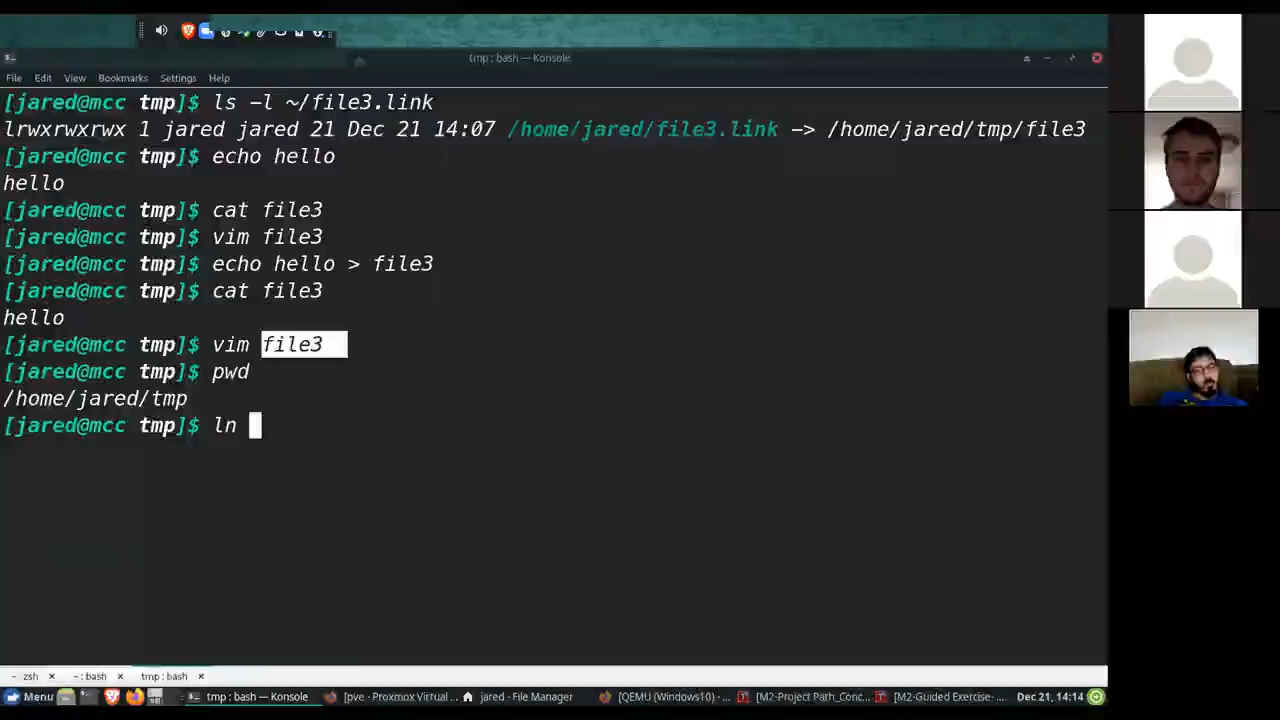 tmp : bash — Konsole
File Edit View Bookmarks Settings Help
[jared@mcc tmp]$ ls -l ~/file3.link
lrwxrwxrwx 1 jared jared 21 Dec 21 14:07 /home/jared/file3.link -> /home/jared/tmp/file3
[jared@mcc tmp]$ echo hello
hello
[jared@mcc tmp]$ cat file3
[jared@mcc tmp]$ vim file3
[jared@mcc tmp]$ echo hello > file3
[jared@mcc tmp]$ cat file3
hello
[jared@mcc tmp]$ vim file3
[jared@mcc tmp]$ pwd
/home/jared/tmp
[jared@mcc tmp]$ ln
~ : zsh ~ : bash tmp : bash
Menu tmp : bash — Konsole [pve - Proxmox Virtual ... jared - File Manager [QEMU (Windows10) - ... [M2-Project Path_Conc... [M2-Guided Exercise-... Dec 21, 14:14